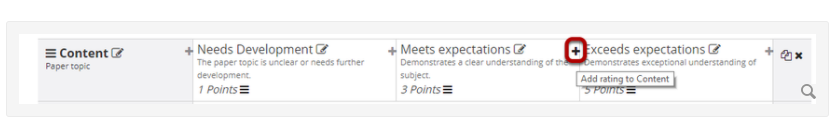 Content
Paper topic
Needs Development
The paper topic is unclear or needs further
development.
1 Points
Meets expectations
Demonstrates a clear understanding of the
subject.
3 Points
Exceeds expectations
Demonstrates exceptional understanding of
Add rating to Content
5 Points